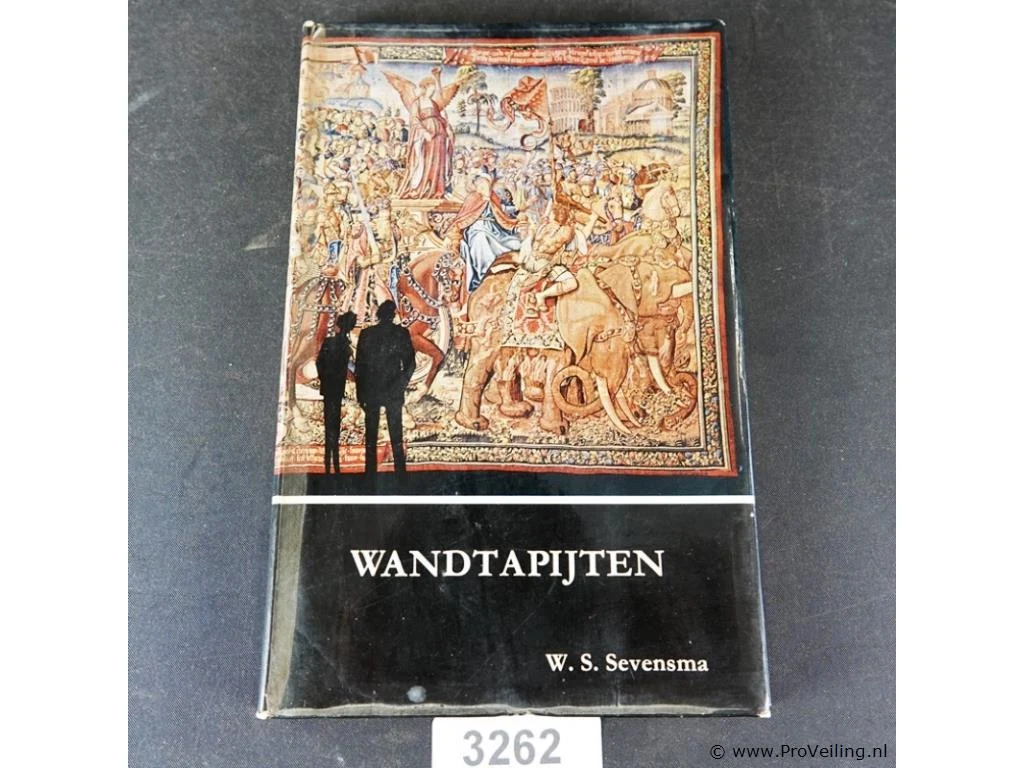 WANDTAPIJTEN
W. S. Sevensma
3262
© www.ProVeiling.nl